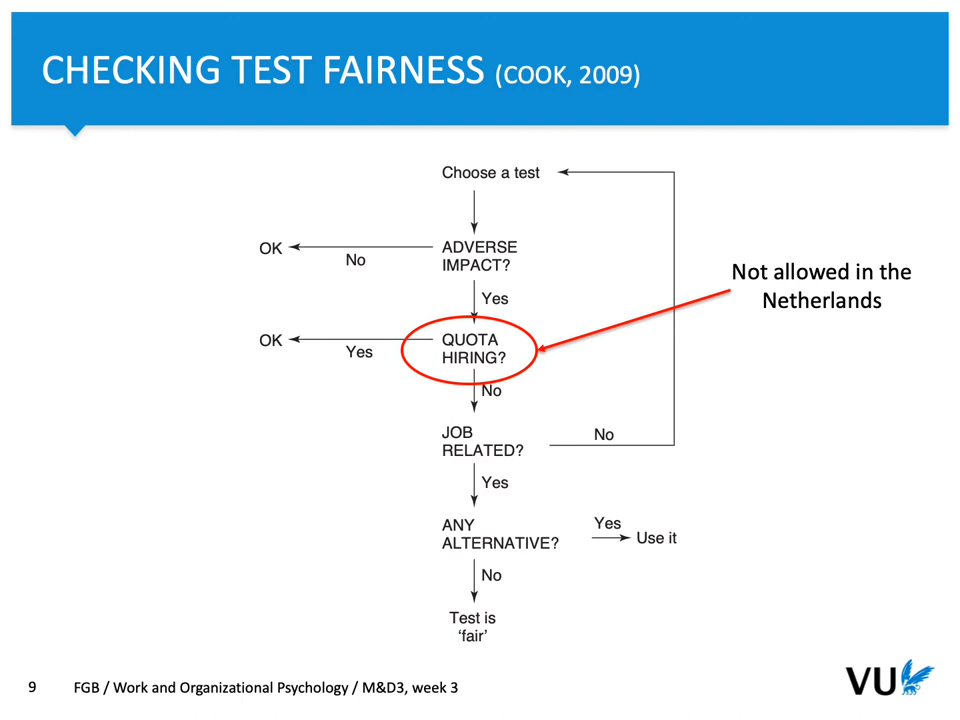 CHECKING TEST FAIRNESS (COOK, 2009)
Choose a test
OK
No
ADVERSE
IMPACT?
Yes
Not allowed in the
Netherlands
OK
Yes
QUOTA
HIRING?
No
JOB
RELATED?
No
Yes
ANY
ALTERNATIVE?
Yes
Use it
No
Test is
‘fair’
9
FGB / Work and Organizational Psychology / M&D3, week 3
VU